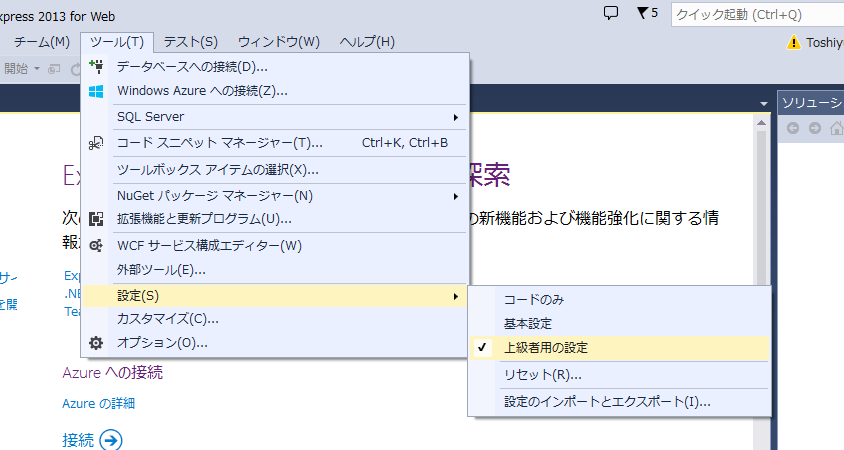 xpress 2013 for Web
5
クイック起動 (Ctrl+Q)
チーム(M)
ツール(T)
テスト(S)
ウィンドウ(W)
ヘルプ(H)
Toshiy
開始
データベースへの接続(D)...
Windows Azure への接続(Z)...
SQL Server
コード スニペット マネージャー(T)... Ctrl+K, Ctrl+B
ツールボックス アイテムの選択(X)...
NuGet パッケージ マネージャー(N)
拡張機能と更新プログラム(U)...
WCF サービス構成エディター(W)
外部ツール(E)...
設定(S)
カスタマイズ(C)...
オプション(O)...
コードのみ
基本設定
上級者用の設定
リセット(R)...
設定のインポートとエクスポート(I)...
ソリューシ
Ex
探索
次の
の新機能および機能強化に関する情
報
サー
を開
Exp
.NE
Tea
Azure への接続
Azure の詳細
接続